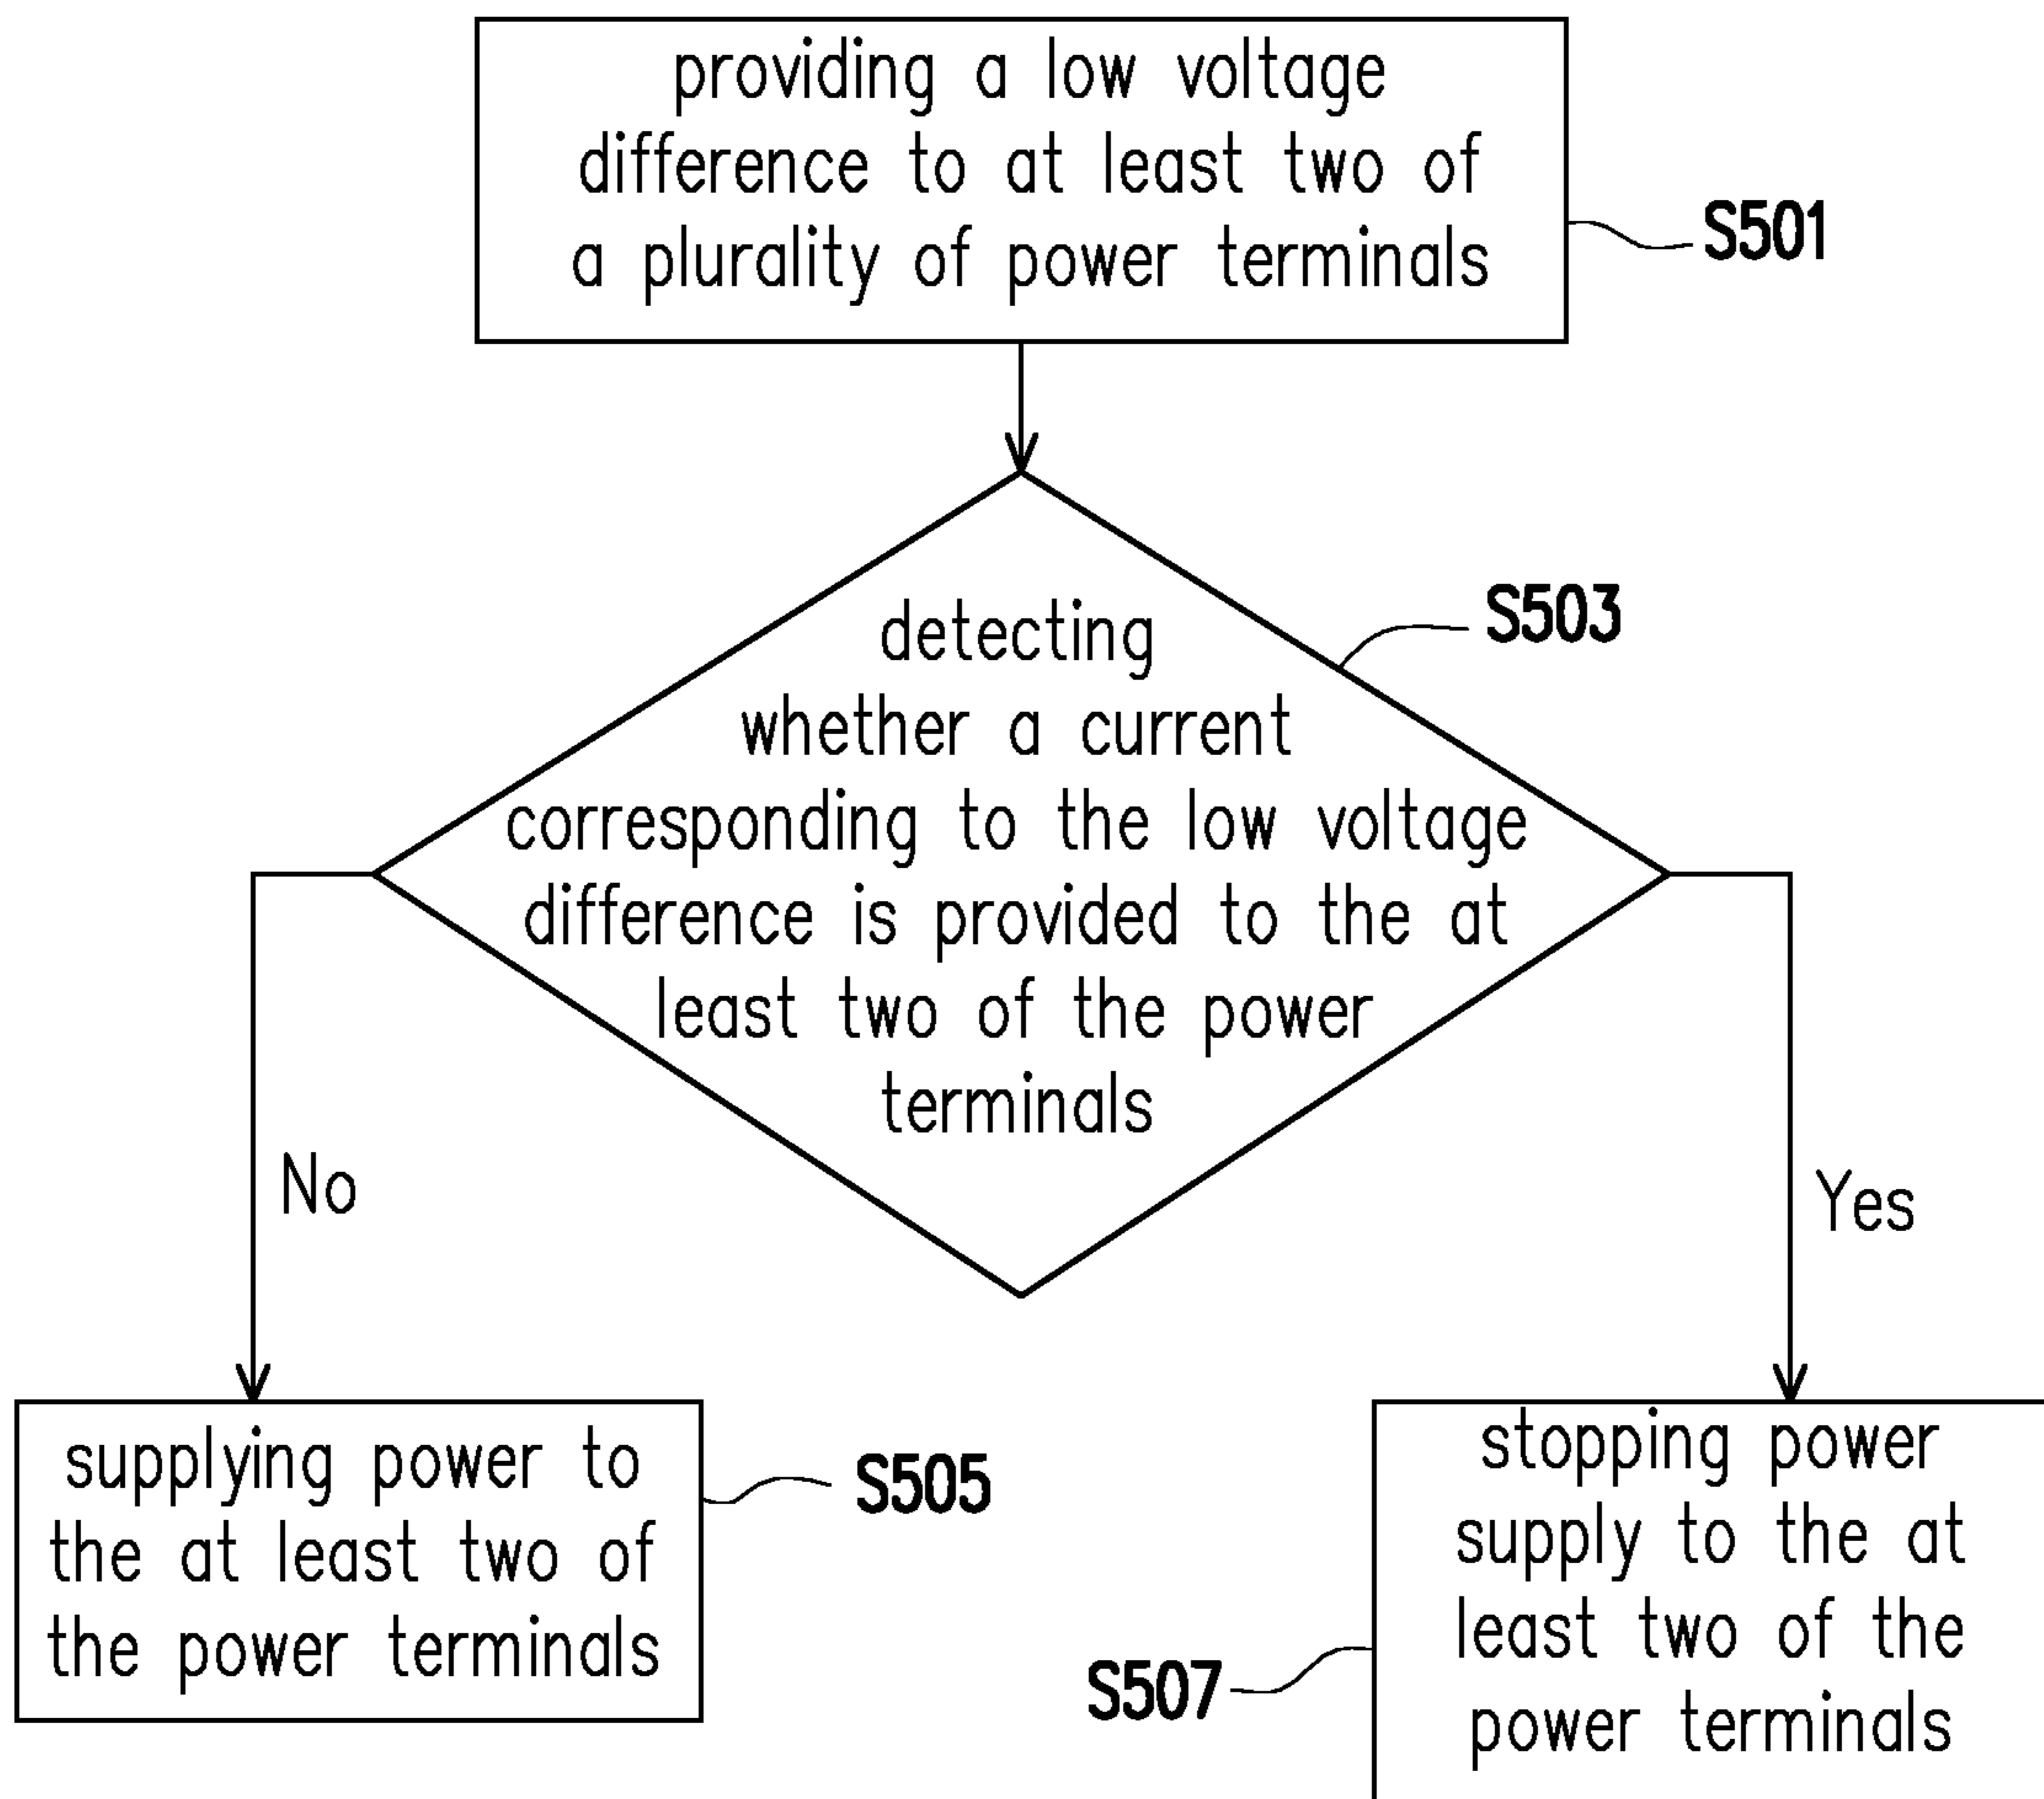 providing a low voltage
difference to at least two of
a plurality of power terminals
S501
detecting
whether a current
corresponding to the low voltage
difference is provided to the at
least two of the power
terminals
S503
No
Yes
supplying power to
the at least two of
the power terminals
S505
stopping power
supply to the at
least two of the
power terminals
S507